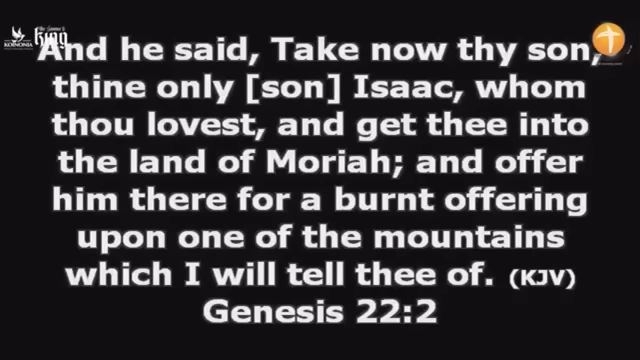 KOINONIA
King
And he said, Take now thy son,
thine only [son] Isaac, whom
thou lovest, and get thee into
the land of Moriah; and offer
him there for a burnt offering
upon one of the mountains
which I will tell thee of. (KJV)
Genesis 22:2